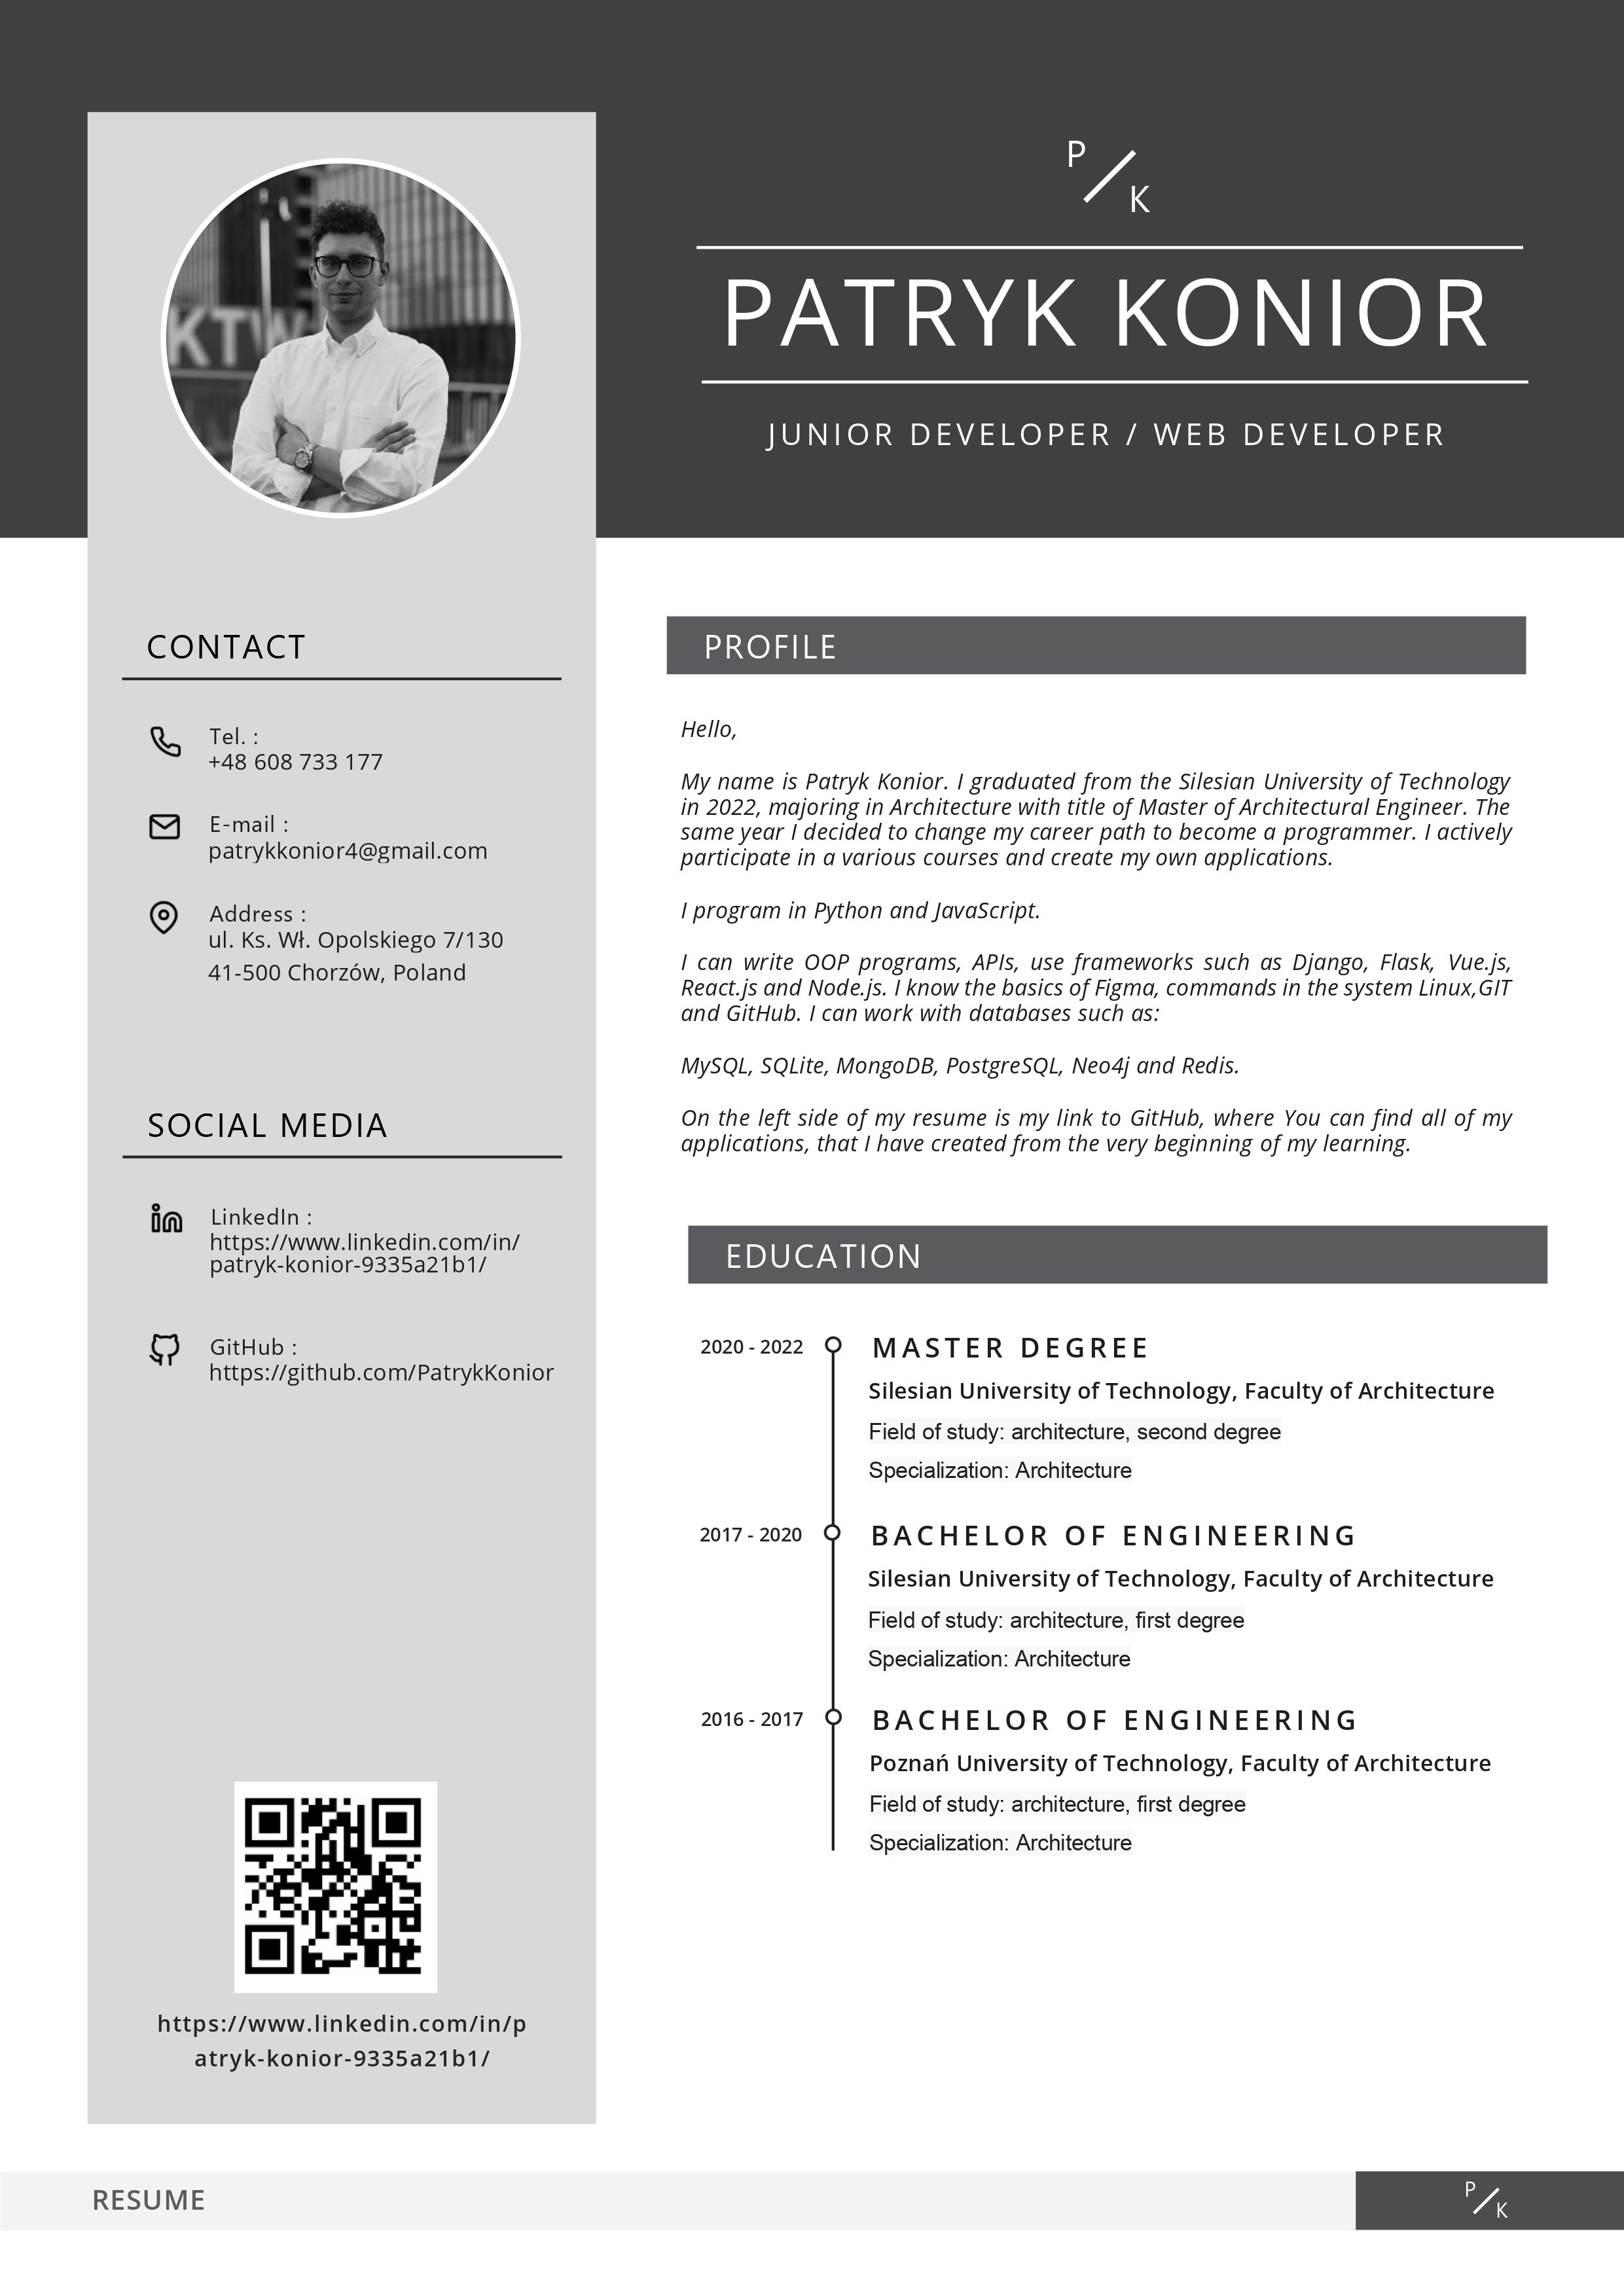 P
K
PATRYK KONIOR
JUNIOR DEVELOPER / WEB DEVELOPER
KTW
CONTACT
Tel. :
+48 608 733 177
E-mail :
patrykkonior4@gmail.com
Address :
ul. Ks. Wł. Opolskiego 7/130
41-500 Chorzów, Poland
SOCIAL MEDIA
LinkedIn :
https://www.linkedin.com/in/
patryk-konior-9335a21b1/
GitHub :
https://github.com/PatrykKonior
https://www.linkedin.com/in/p
atryk-konior-9335a21b1/
PROFILE
Hello,
My name is Patryk Konior. I graduated from the Silesian University of Technology
in 2022, majoring in Architecture with title of Master of Architectural Engineer. The
same year I decided to change my career path to become a programmer. I actively
participate in a various courses and create my own applications.
I program in Python and JavaScript.
I can write OOP programs, APIs, use frameworks such as Django, Flask, Vue.js,
React.js and Node.js. I know the basics of Figma, commands in the system Linux,GIT
and GitHub. I can work with databases such as:
MySQL, SQLite, MongoDB, PostgreSQL, Neo4j and Redis.
On the left side of my resume is my link to GitHub, where You can find all of my
applications, that I have created from the very beginning of my learning.
EDUCATION
2020 - 2022
MASTER DEGREE
Silesian University of Technology, Faculty of Architecture
Field of study: architecture, second degree
Specialization: Architecture
2017 - 2020
BACHELOR OF ENGINEERING
Silesian University of Technology, Faculty of Architecture
Field of study: architecture, first degree
Specialization: Architecture
2016 - 2017
BACHELOR OF ENGINEERING
Poznań University of Technology, Faculty of Architecture
Field of study: architecture, first degree
Specialization: Architecture
RESUME
P
K